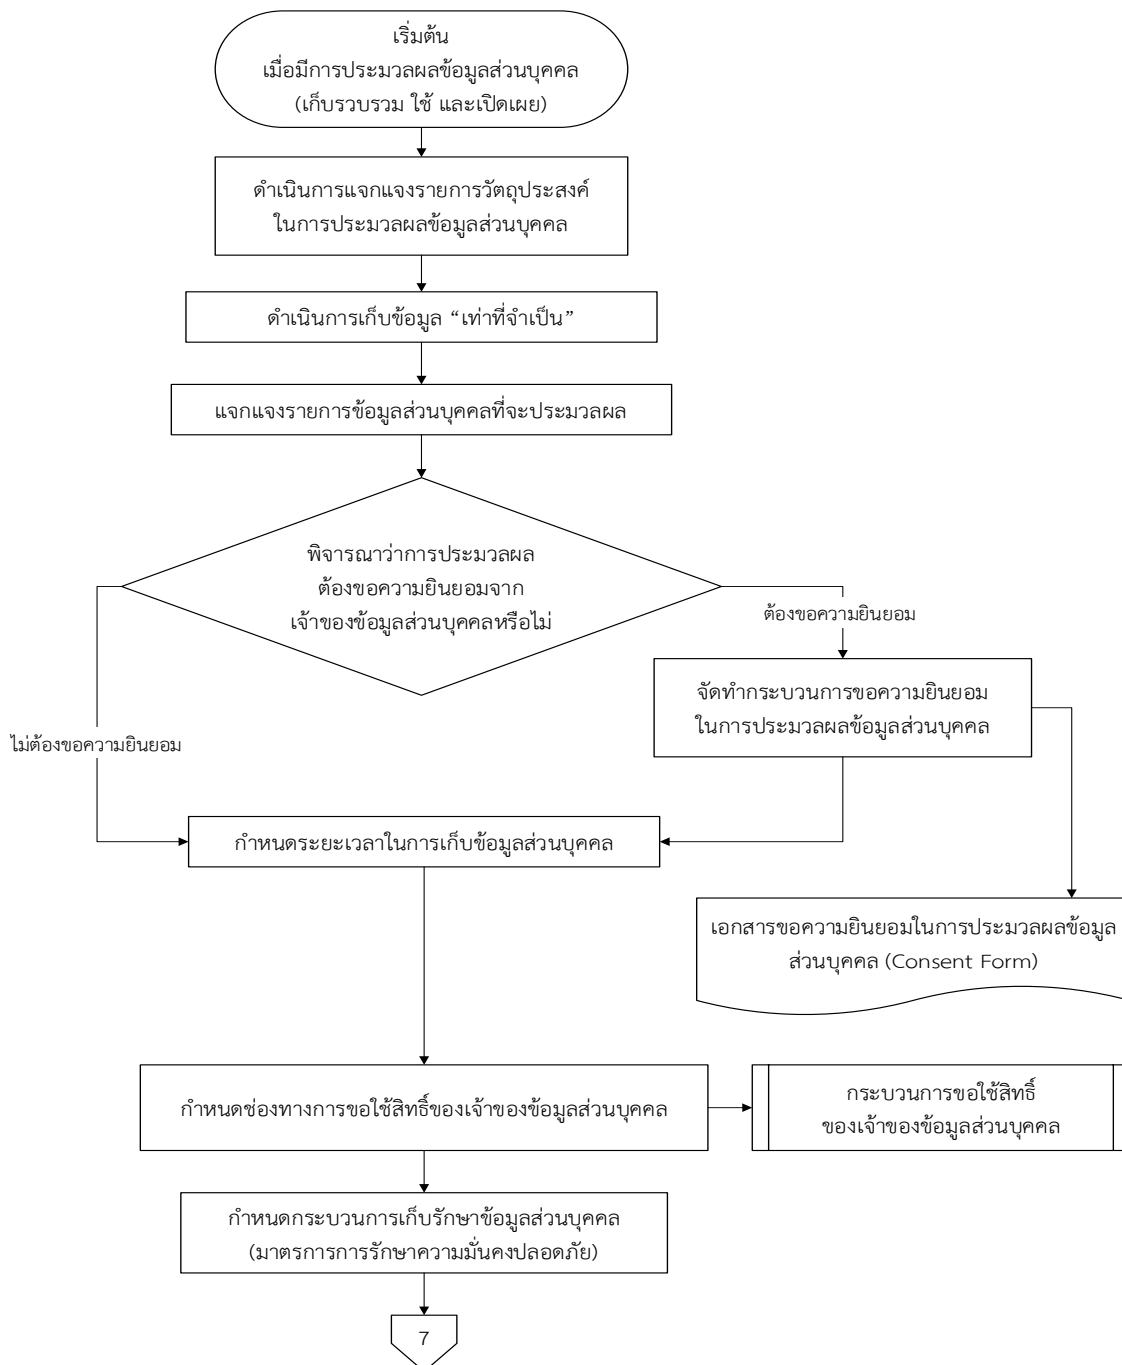 เริ่มต้น
เมื่อมีการประมวลผลข้อมูลส่วนบุคคล
(เก็บรวบรวม ใช้ และเปิดเผย)
ดำเนินการแจกแจงรายการวัตถุประสงค์
ในการประมวลผลข้อมูลส่วนบุคคล
ดำเนินการเก็บข้อมูล “เท่าที่จำเป็น”
แจกแจงรายการข้อมูลส่วนบุคคลที่จะประมวลผล
พิจารณาว่าการประมวลผล
ต้องขอความยินยอมจาก
เจ้าของข้อมูลส่วนบุคคลหรือไม่
ต้องขอความยินยอม
จัดทำกระบวนการขอความยินยอม
ในการประมวลผลข้อมูลส่วนบุคคล
ไม่ต้องขอความยินยอม
กำหนดระยะเวลาในการเก็บข้อมูลส่วนบุคคล
เอกสารขอความยินยอมในการประมวลผลข้อมูล
ส่วนบุคคล (Consent Form)
กำหนดช่องทางการขอใช้สิทธิ์ของเจ้าของข้อมูลส่วนบุคคล
กระบวนการขอใช้สิทธิ์
ของเจ้าของข้อมูลส่วนบุคคล
กำหนดกระบวนการเก็บรักษาข้อมูลส่วนบุคคล
(มาตรการการรักษาความมั่นคงปลอดภัย)
7